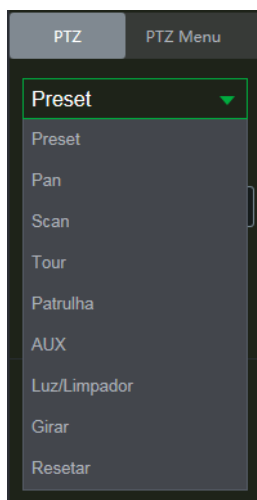 PTZ PTZ Menu
Preset
Preset
Pan
Scan
Tour
Patrulha
AUX
Luz/Limpador
Girar
Resetar